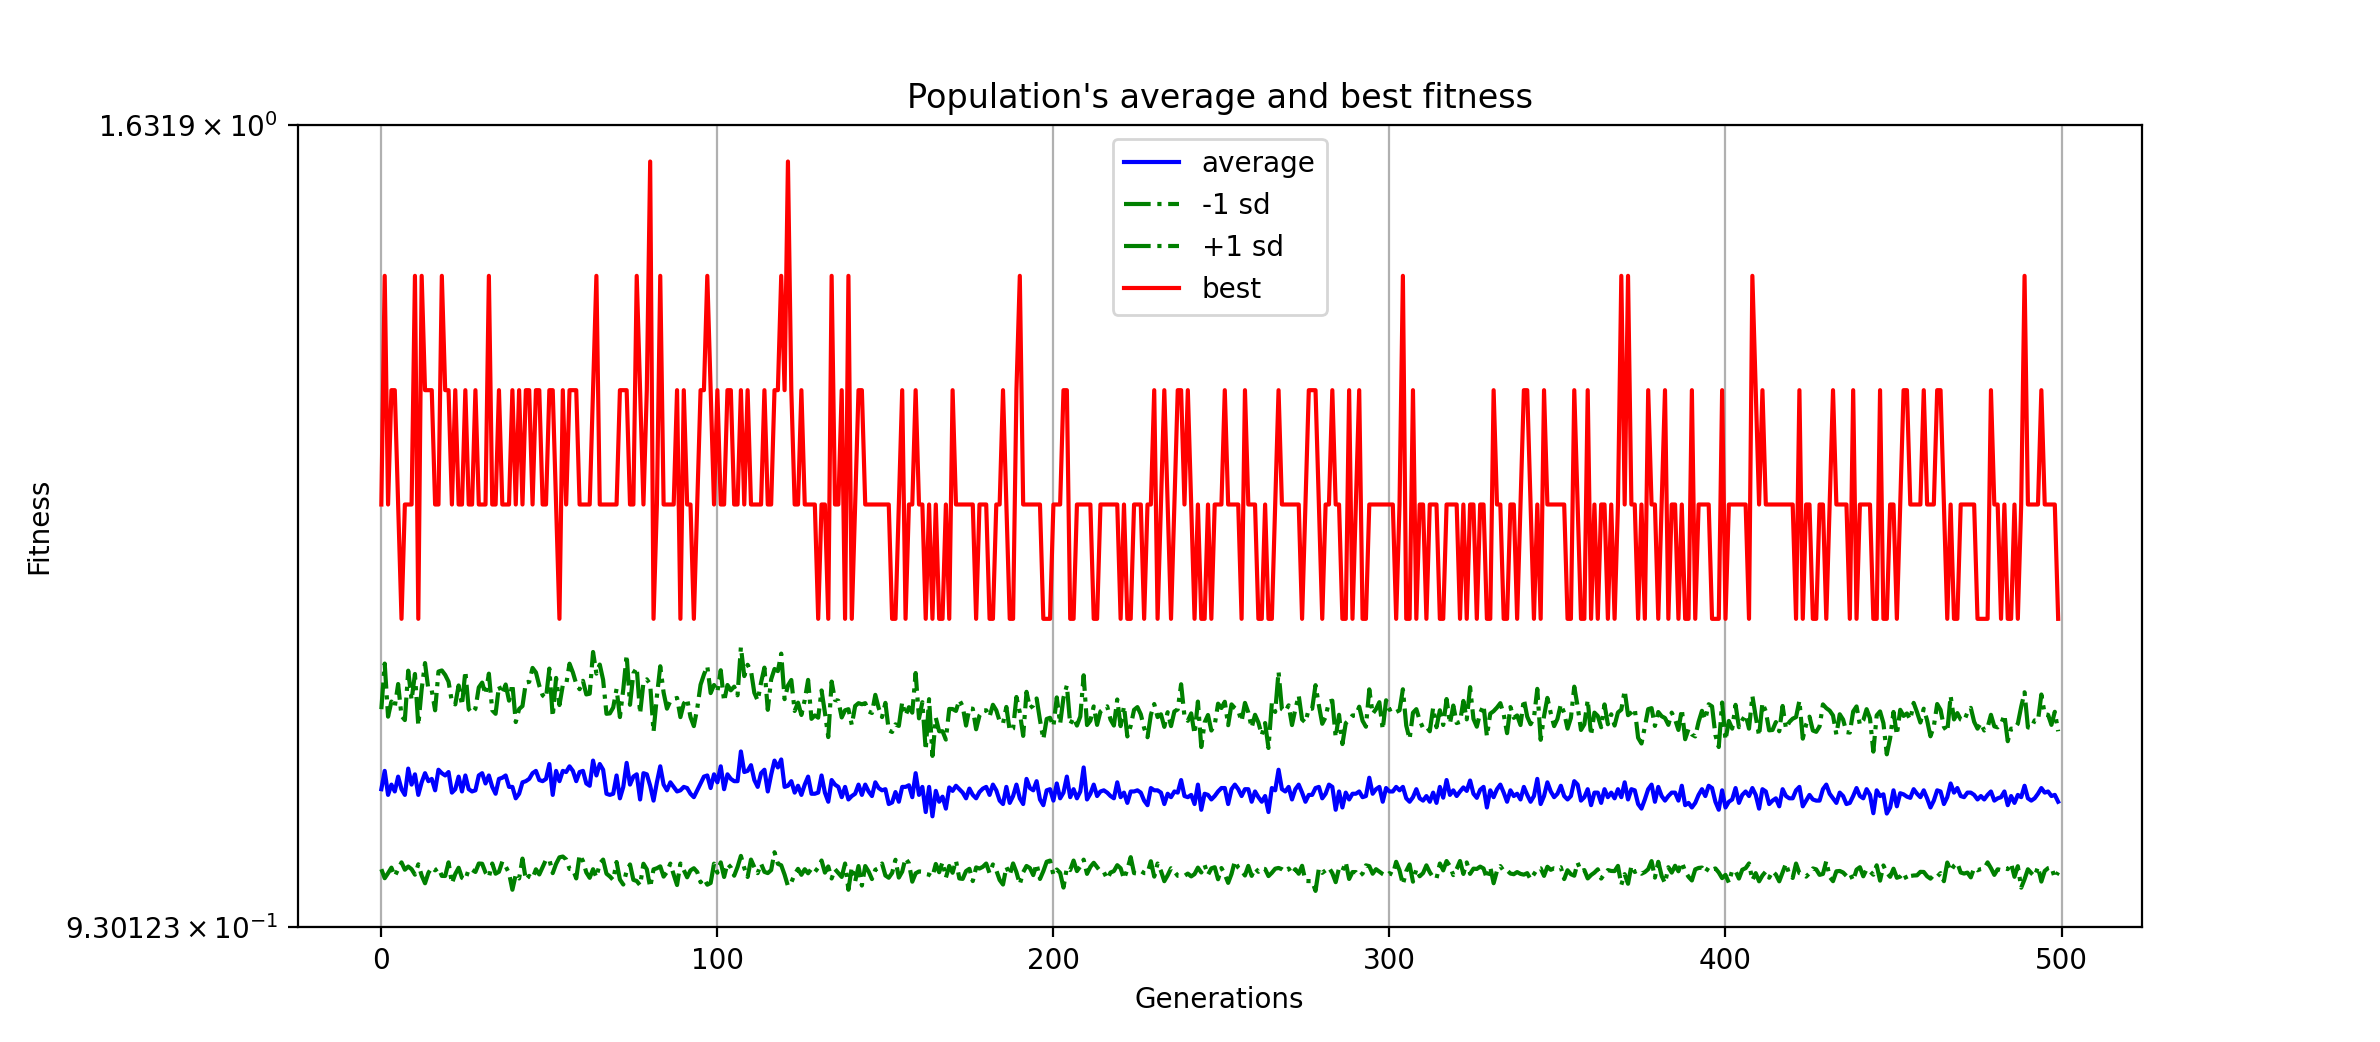 Population's average and best fitness
1.6319 × 10⁰
average
-1 sd
+1 sd
best
Fitness
9.30123 × 10⁻¹
0 100 200 300 400 500
Generations